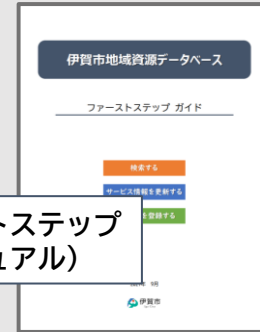 伊賀市地域資源データベース
ファーストステップ ガイド
検索する
サービス情報を更新する
を登録する
トステップ
ュアル）
伊賀市